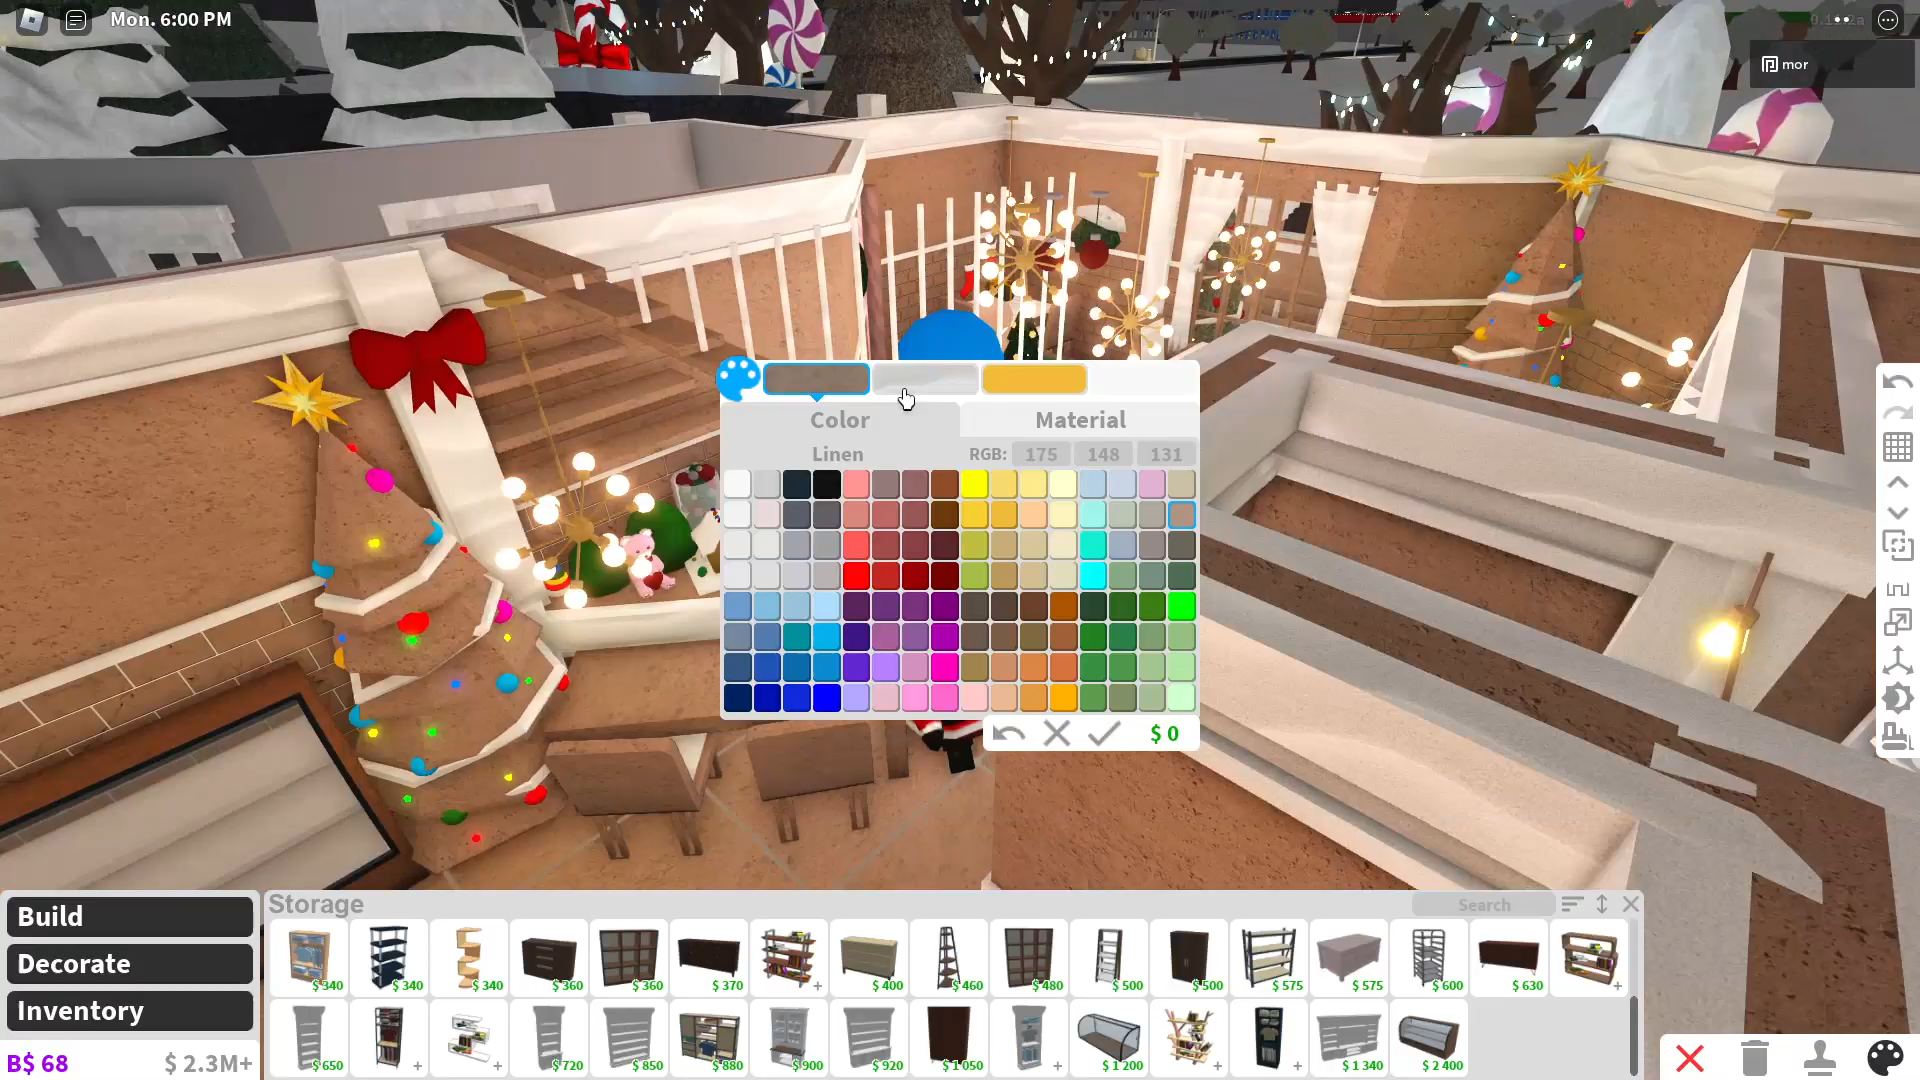 Mon. 6:00 PM
mor
Color
Material
Linen
RGB: 175 148 131
$ 0
Build
Decorate
Inventory
B$ 68
$ 2.3M+
Storage
Search
$ 340
$ 340
$ 340
$ 360
$ 360
$ 370
+
$ 400
$ 460
$ 480
$ 500
$ 500
$ 575
$ 575
$ 600
$ 630
+
$ 650
+
+
$ 720
$ 850
$ 880
$ 900
$ 920
$ 1 050
+
$ 1 200
+
+
$ 1 340
$ 2 400